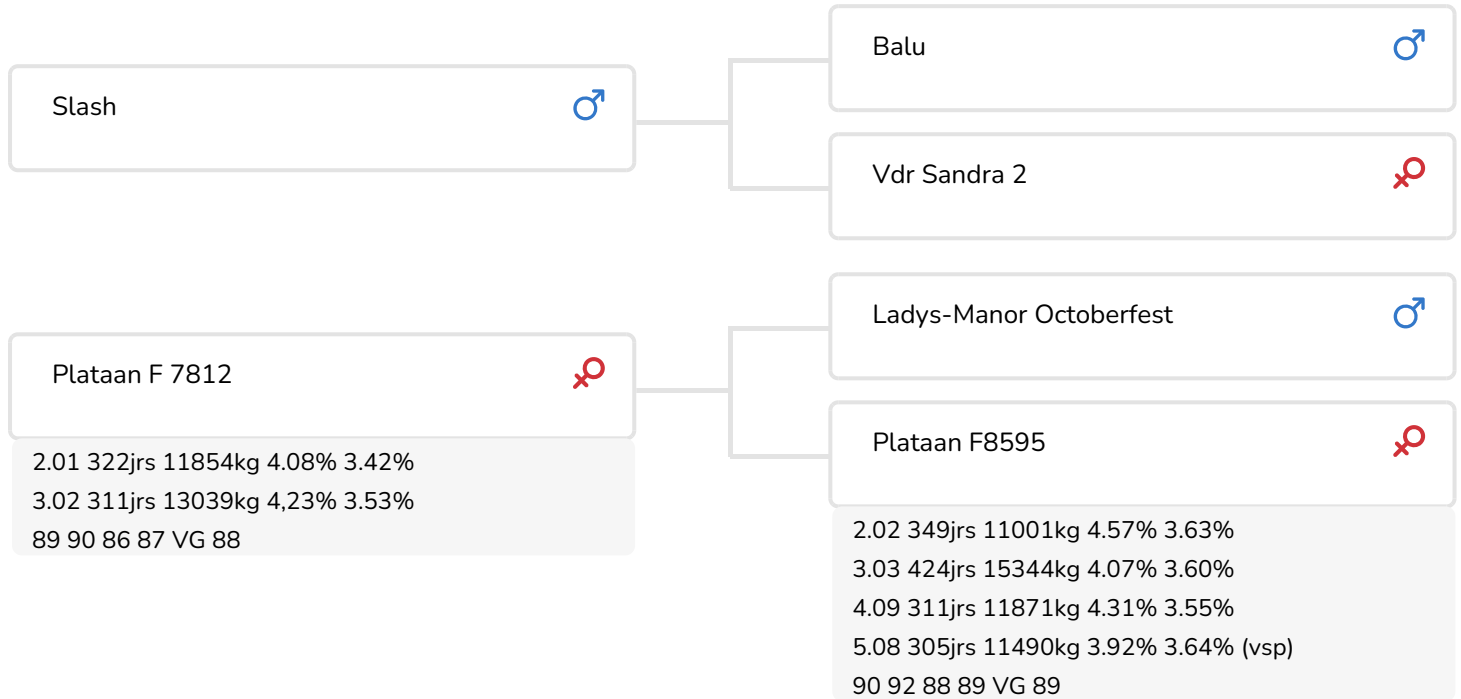 Slash
Balu
Vdr Sandra 2
Plataan F 7812
2.01 322jrs 11854kg 4.08% 3.42%
3.02 311jrs 13039kg 4,23% 3.53%
89 90 86 87 VG 88
Ladys-Manor Octoberfest
Plataan F8595
2.02 349jrs 11001kg 4.57% 3.63%
3.03 424jrs 15344kg 4.07% 3.60%
4.09 311jrs 11871kg 4.31% 3.55%
5.08 305jrs 11490kg 3.92% 3.64% (vsp)
90 92 88 89 VG 89